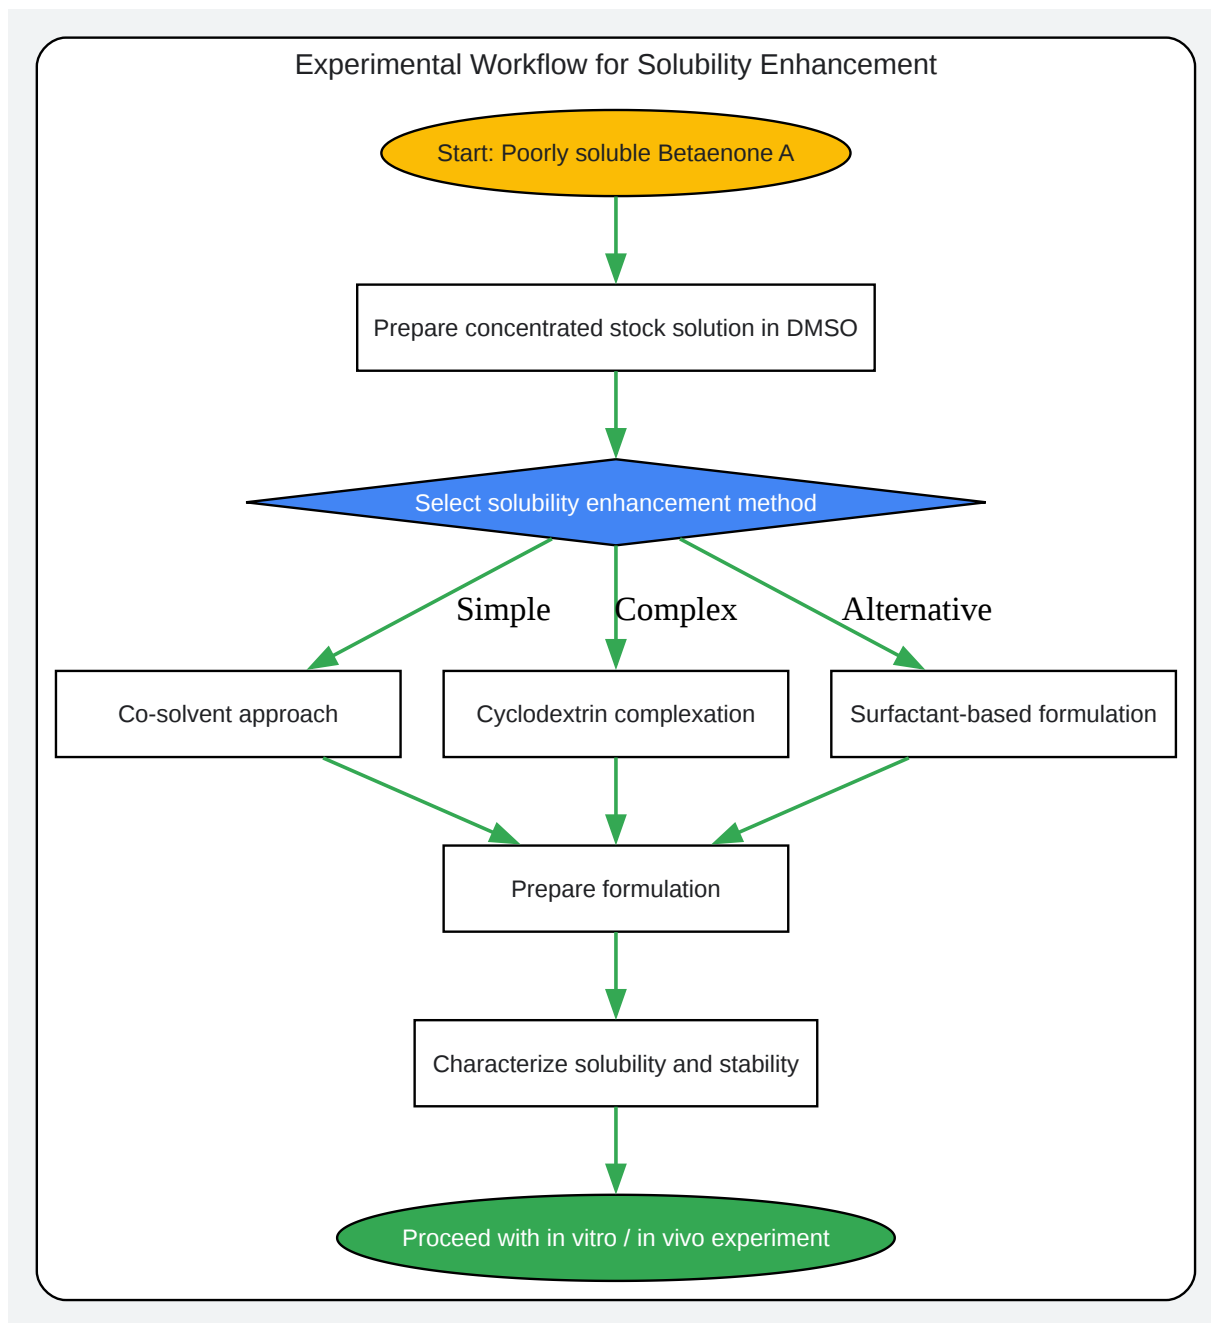 Experimental Workflow for Solubility Enhancement
Start: Poorly soluble Betaenone A
Prepare concentrated stock solution in DMSO
Select solubility enhancement method
Simple
Complex
Alternative
Co-solvent approach
Cyclodextrin complexation
Surfactant-based formulation
Prepare formulation
Characterize solubility and stability
Proceed with in vitro / in vivo experiment